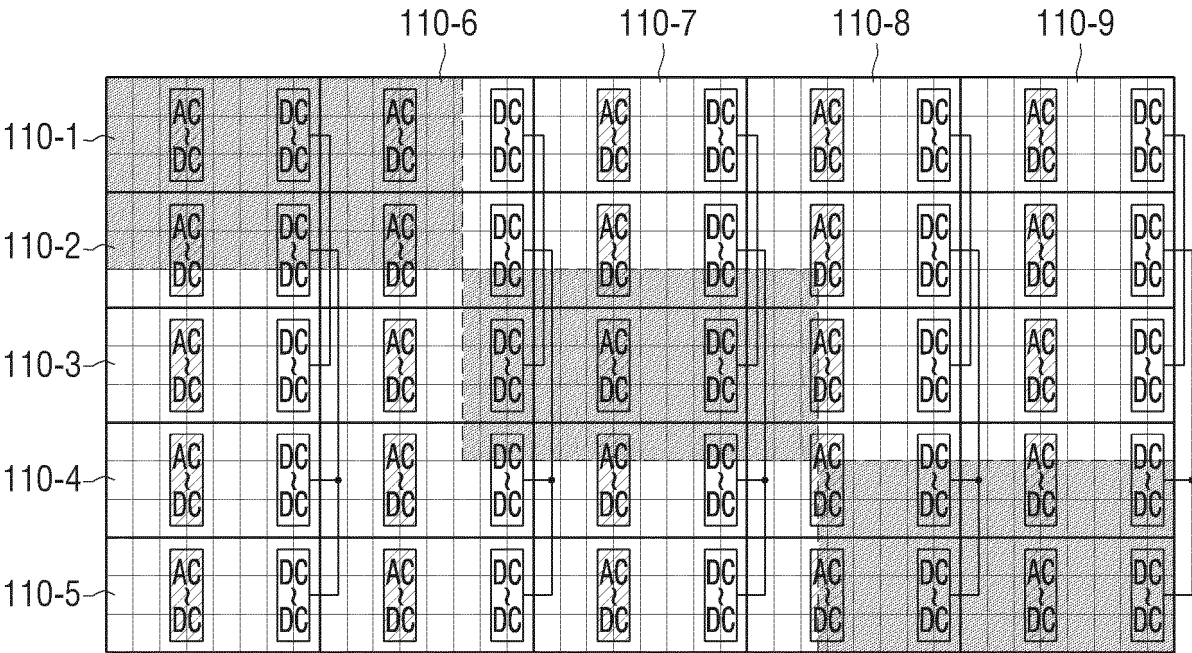 110-6 110-7 110-8 110-9
110-1 AC~DC DC~DC AC~DC DC~DC AC~DC DC~DC AC~DC DC~DC AC~DC DC~DC
110-2 AC~DC DC~DC AC~DC DC~DC AC~DC DC~DC AC~DC DC~DC AC~DC DC~DC
110-3 AC~DC DC~DC AC~DC DC~DC AC~DC DC~DC AC~DC DC~DC AC~DC DC~DC
110-4 AC~DC DC~DC AC~DC DC~DC AC~DC DC~DC AC~DC DC~DC AC~DC DC~DC
110-5 AC~DC DC~DC AC~DC DC~DC AC~DC DC~DC AC~DC DC~DC AC~DC DC~DC